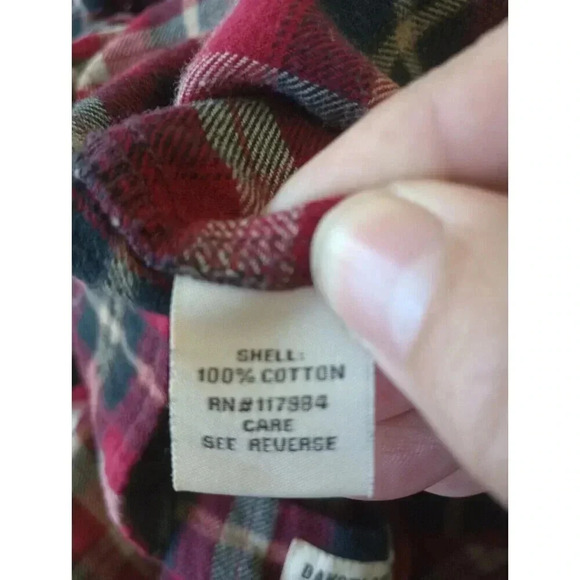 SHELL:
100% COTTON
RN#117984
CARE
SEE REVERSE